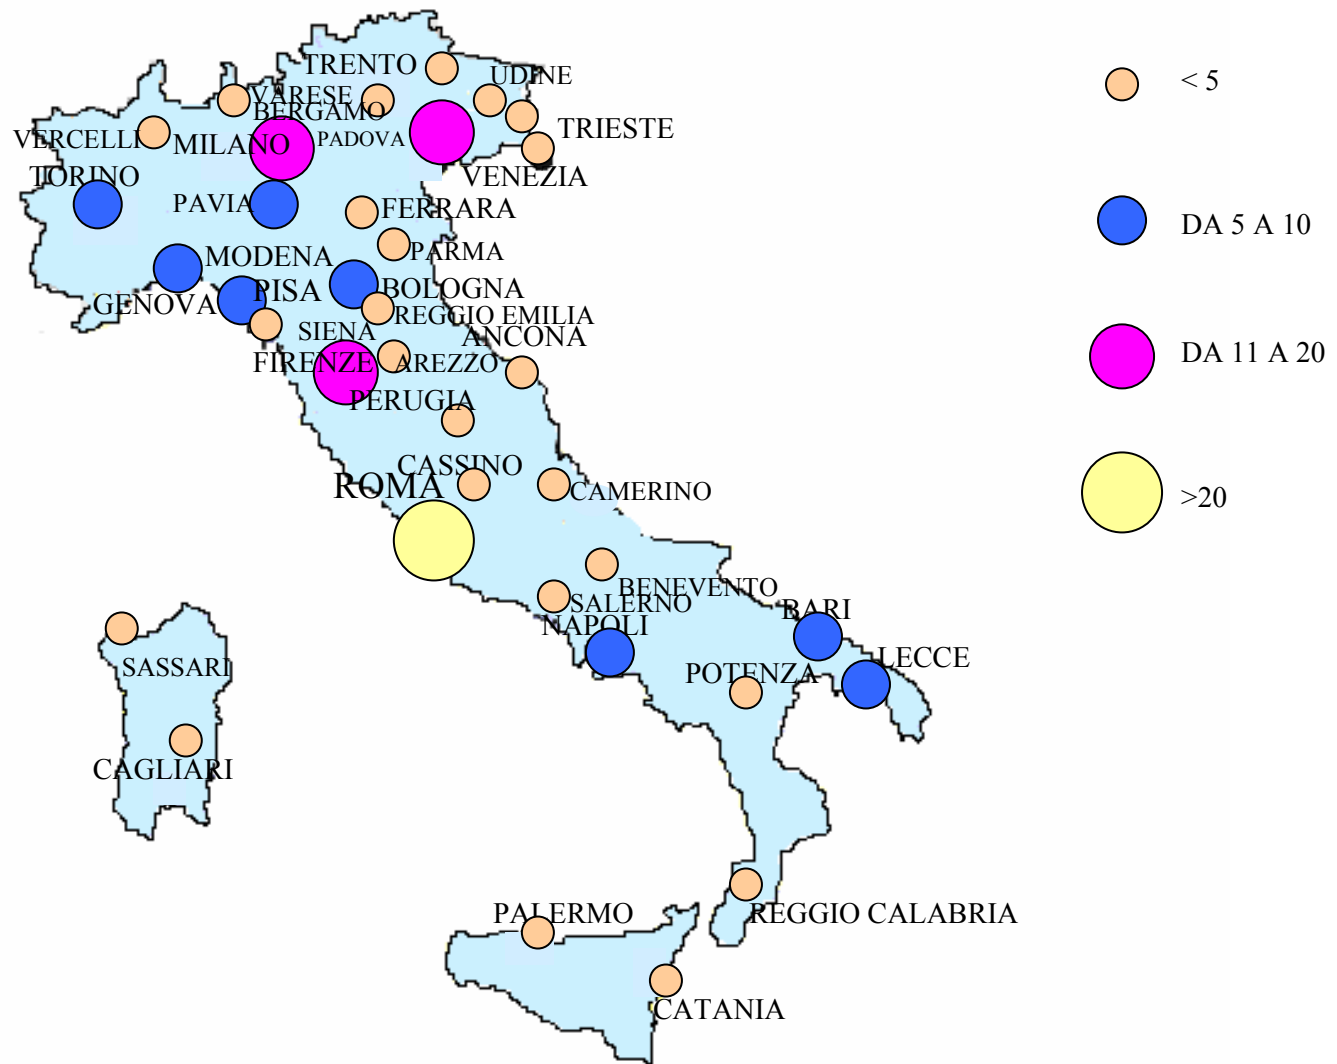 TRENTO
UDINE
VARESE
BERGAMO
PADOVA
TRIESTE
VERCELLI
MILANO
VENEZIA
TORINO
PAVIA
FERRARA
PARMA
MODENA
BOLOGNA
GENOVA
PISA
REGGIO EMILIA
SIENA
ANCONA
FIRENZE
AREZZO
PERUGIA
CASSINO
ROMA
CAMERINO
BENEVENTO
SALERNO
NAPOLI
BARI
LECCE
POTENZA
SASSARI
CAGLIARI
PALERMO
REGGIO CALABRIA
CATANIA
< 5
DA 5 A 10
DA 11 A 20
>20